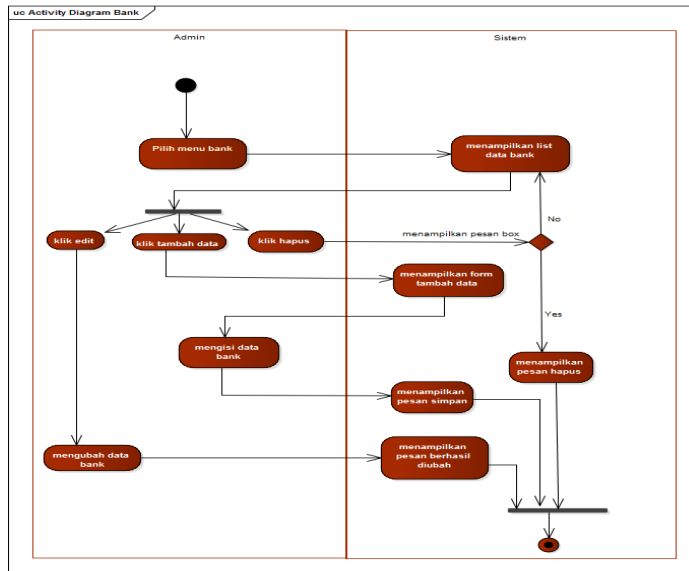 uc Activity Diagram Bank
Admin
Sistem
Pilih menu bank
menampilkan list
data bank
No
klik edit
klik tambah data
klik hapus
menampilkan pesan box
menampilkan form
tambah data
Yes
mengisi data
bank
menampilkan
pesan hapus
menampilkan
pesan simpan
mengubah data
bank
menampilkan
pesan berhasil
diubah